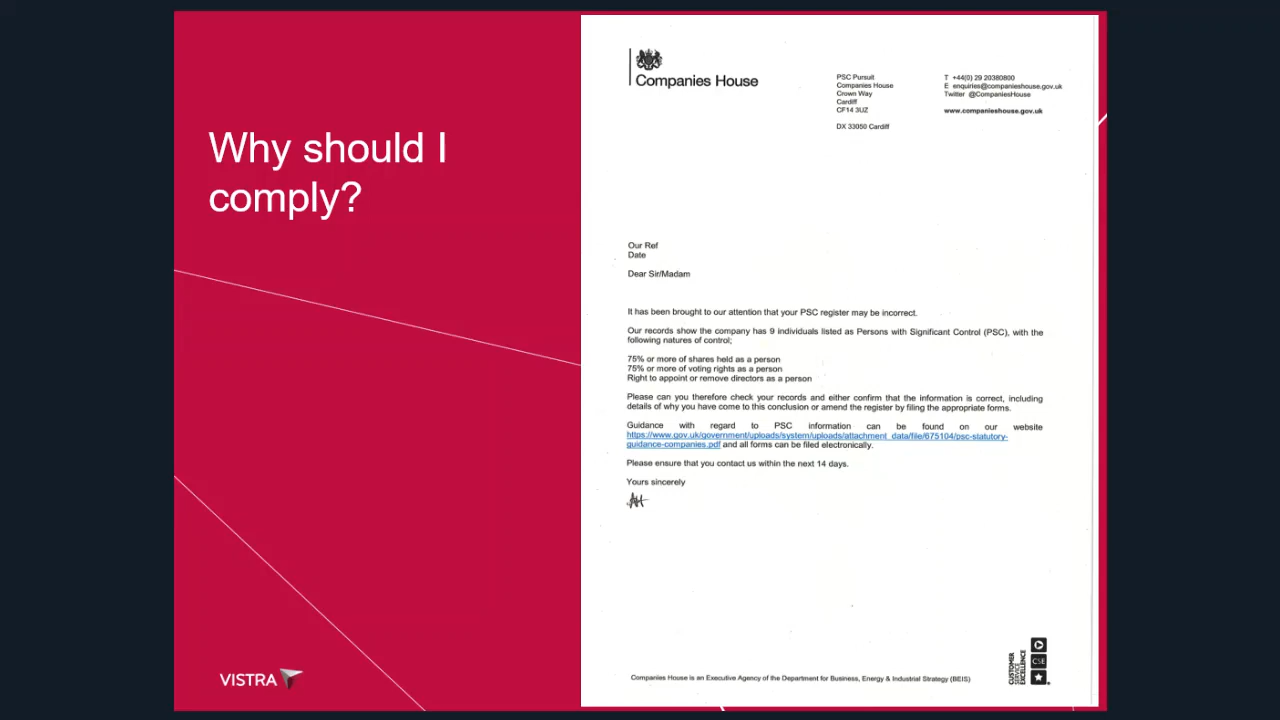 Why should I
comply?
VISTRA
Companies House
PSC Pursuit
Companies House
Crown Way
Cardiff
CF14 3UZ
DX 33050 Cardiff
T +44(0) 29 20380800
E enquiries@companieshouse.gov.uk
Twitter @CompaniesHouse
www.companieshouse.gov.uk
Our Ref
Date
Dear Sir/Madam
It has been brought to our attention that your PSC register may be incorrect.
Our records show the company has 9 individuals listed as Persons with Significant Control (PSC), with the
following natures of control;
75% or more of shares held as a person
75% or more of voting rights as a person
Right to appoint or remove directors as a person
Please can you therefore check your records and either confirm that the information is correct, including
details of why you have come to this conclusion or amend the register by filing the appropriate forms.
Guidance with regard to PSC information can be found on our website
https://www.gov.uk/government/uploads/system/uploads/attachment_data/file/675104/psc-statutory-
guidance-companies.pdf and all forms can be filed electronically.
Please ensure that you contact us within the next 14 days.
Yours sincerely
Companies House is an Executive Agency of the Department for Business, Energy & Industrial Strategy (BEIS)
CUSTOMER
SERVICE
EXCELLENCE
CSE